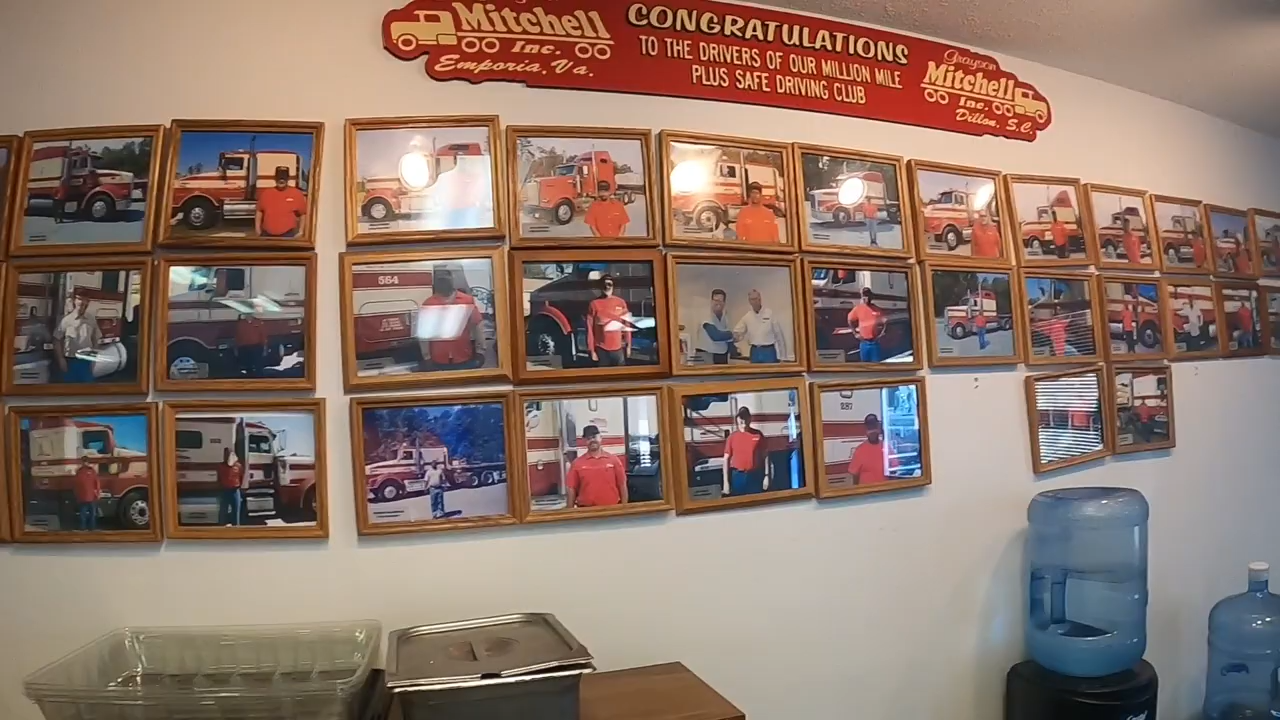 Mitchell
Inc.
Emporia, Va.
CONGRATULATIONS
TO THE DRIVERS OF OUR MILLION MILE
PLUS SAFE DRIVING CLUB
Grayson
Mitchell
Inc.
Dillon, S.C.
564
287